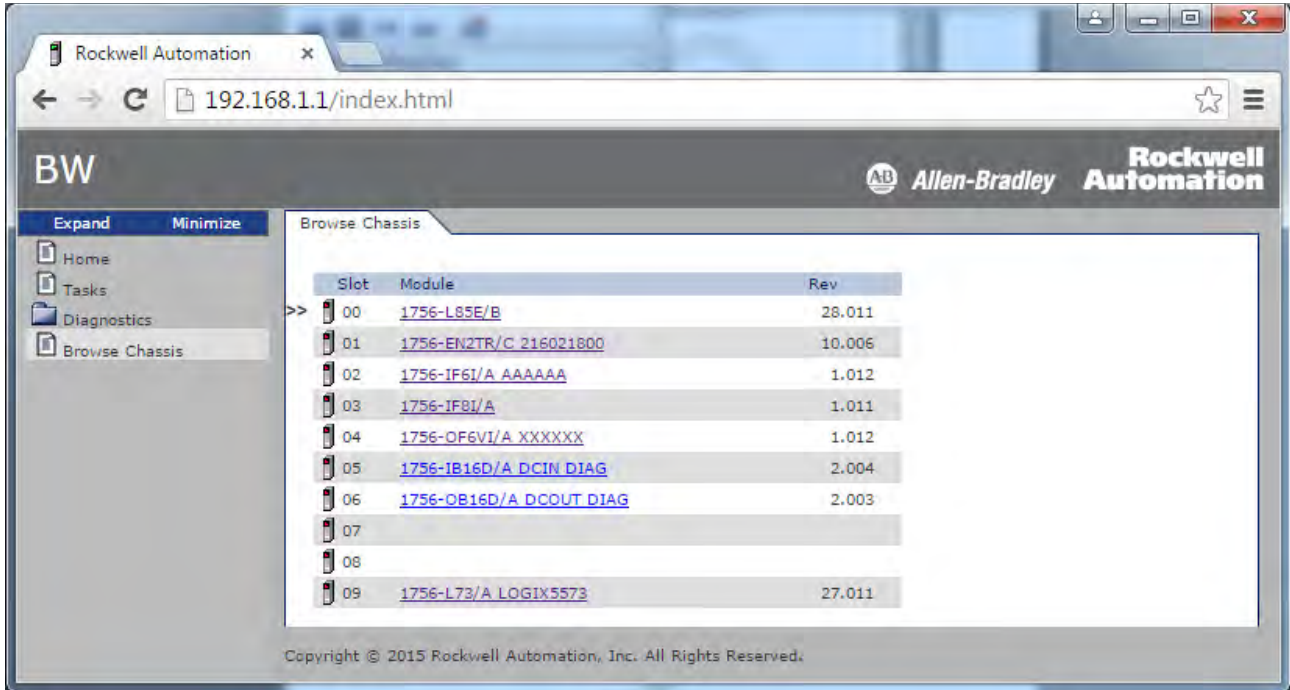 Rockwell Automation
192.168.1.1/index.html
BW
AB Allen-Bradley
Rockwell
Automation
Expand Minimize
Home
Tasks
Diagnostics
Browse Chassis
Browse Chassis
Slot Module Rev
>> 00 1756-L85E/B 28.011
01 1756-EN2TR/C 216021800 10.006
02 1756-IF6I/A AAAAAA 1.012
03 1756-IF8I/A 1.011
04 1756-OF6VI/A XXXXXX 1.012
05 1756-IB16D/A DCIN DIAG 2.004
06 1756-OB16D/A DCOUT DIAG 2.003
07
08
09 1756-L73/A LOGIX5573 27.011
Copyright © 2015 Rockwell Automation, Inc. All Rights Reserved.